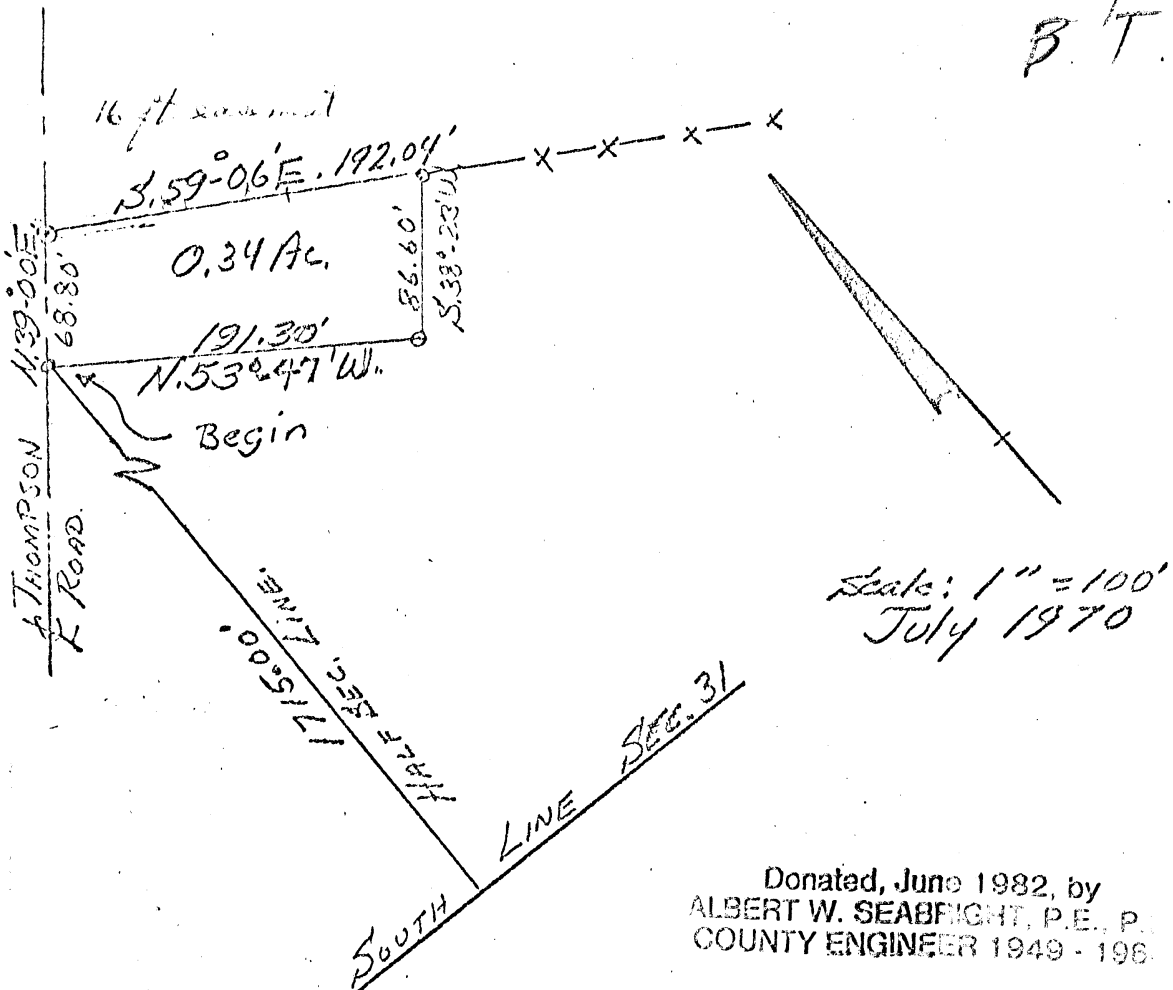 B. T.
16 ft. easement
S.59°-06'E. 192.04'
0.34 Ac.
N.39°-00'E.
68.80'
86.60'
S.38°-23'W
191.30'
N.53°-47'W.
Begin
THOMPSON
ROAD.
1715.00'
HALF SEC. LINE.
SOUTH LINE SEC. 31
Scale: 1" = 100'
July 1970
Donated, June 1982, by
ALBERT W. SEABRIGHT, P.E., P.
COUNTY ENGINEER 1949 - 196